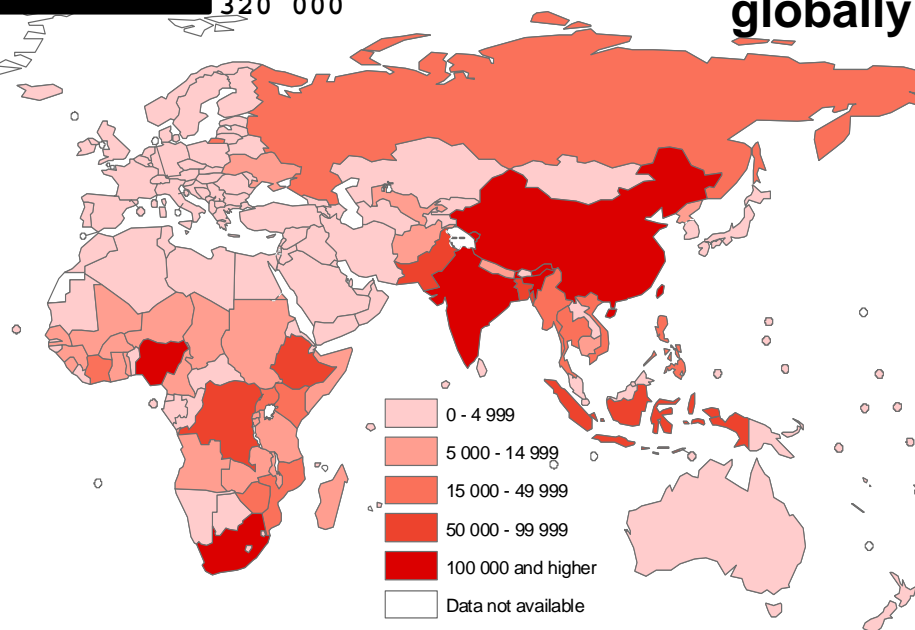 320 000
globally
0 - 4 999
5 000 - 14 999
15 000 - 49 999
50 000 - 99 999
100 000 and higher
Data not available